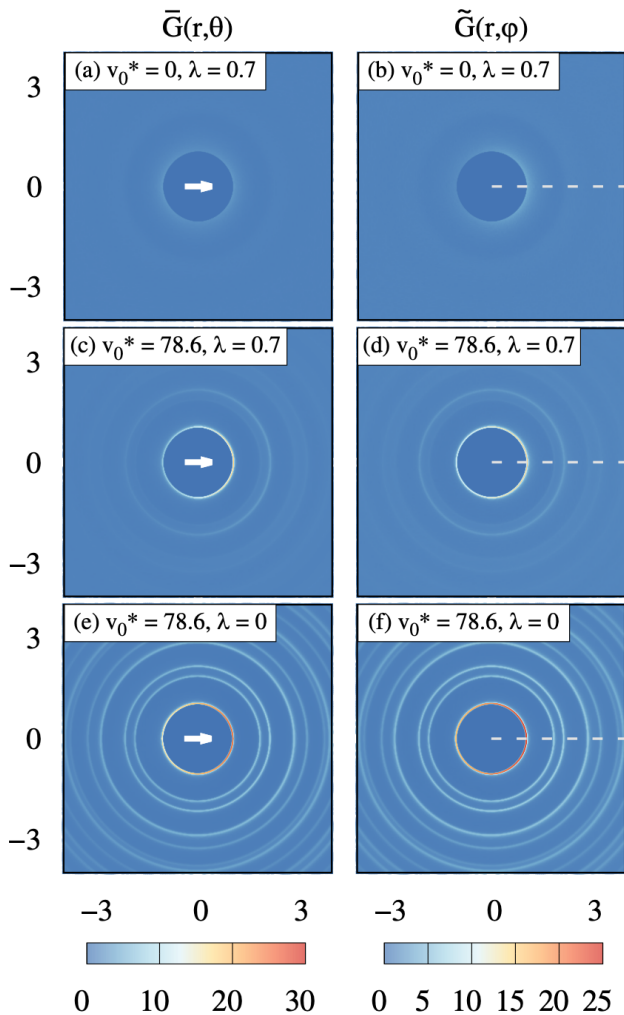 G̅(r,θ) G̃(r,φ)
(a) v₀* = 0, λ = 0.7 (b) v₀* = 0, λ = 0.7
3
0
−3
(c) v₀* = 78.6, λ = 0.7 (d) v₀* = 78.6, λ = 0.7
3
0
−3
(e) v₀* = 78.6, λ = 0 (f) v₀* = 78.6, λ = 0
3
0
−3
−3 0 3 −3 0 3
0 10 20 30 0 5 10 15 20 25